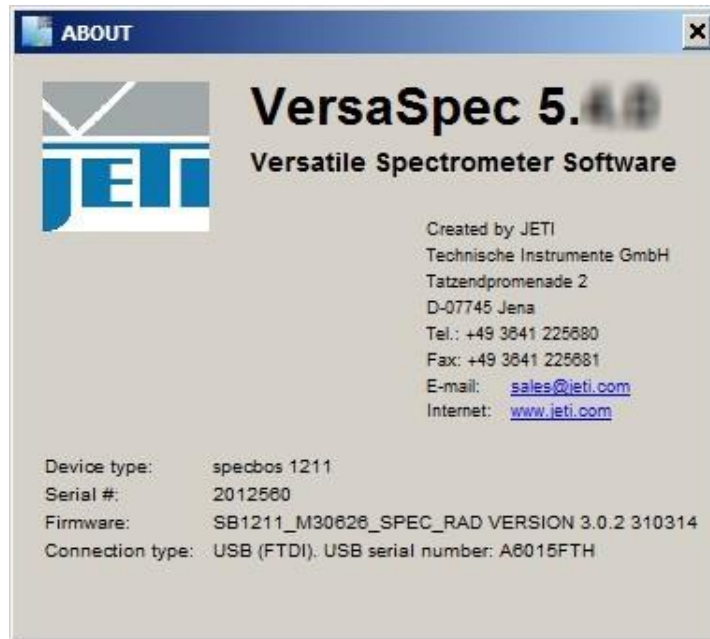 ABOUT
JETI
VersaSpec 5.
Versatile Spectrometer Software
Created by JETI
Technische Instrumente GmbH
Tatzendpromenade 2
D-07745 Jena
Tel.: +49 3641 225680
Fax: +49 3641 225681
E-mail: sales@jeti.com
Internet: www.jeti.com
Device type: specbos 1211
Serial #: 2012560
Firmware: SB1211_M30626_SPEC_RAD VERSION 3.0.2 310314
Connection type: USB (FTDI). USB serial number: A6015FTH